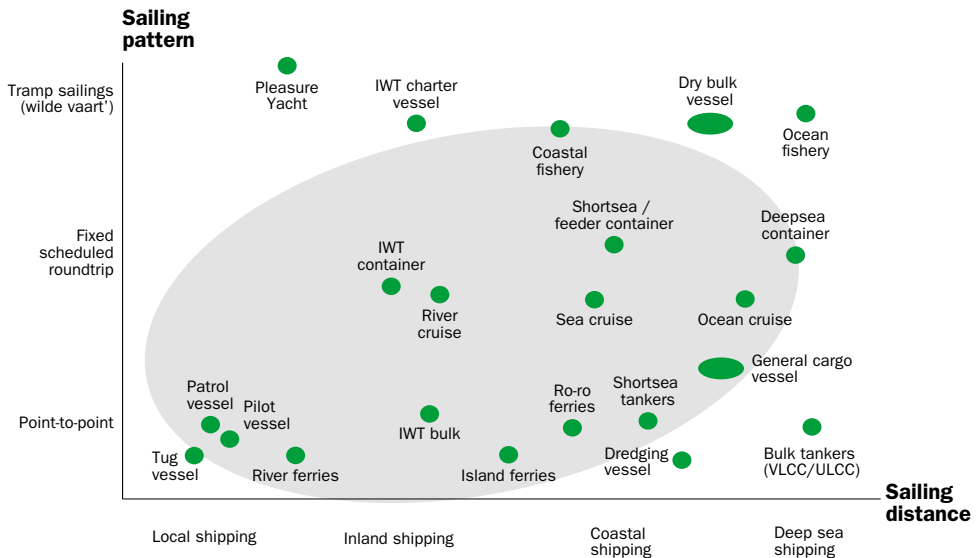 Sailing
pattern
Tramp sailings
(wilde vaart')
Pleasure
Yacht
IWT charter
vessel
Dry bulk
vessel
Ocean
fishery
Coastal
fishery
Fixed
scheduled
roundtrip
Shortsea /
feeder container
Deepsea
container
IWT
container
River
cruise
Sea cruise
Ocean cruise
General cargo
vessel
Point-to-point
Patrol
vessel
Pilot
vessel
Tug
vessel
River ferries
IWT bulk
Island ferries
Ro-ro
ferries
Shortsea
tankers
Dredging
vessel
Bulk tankers
(VLCC/ULCC)
Sailing
distance
Local shipping
Inland shipping
Coastal
shipping
Deep sea
shipping